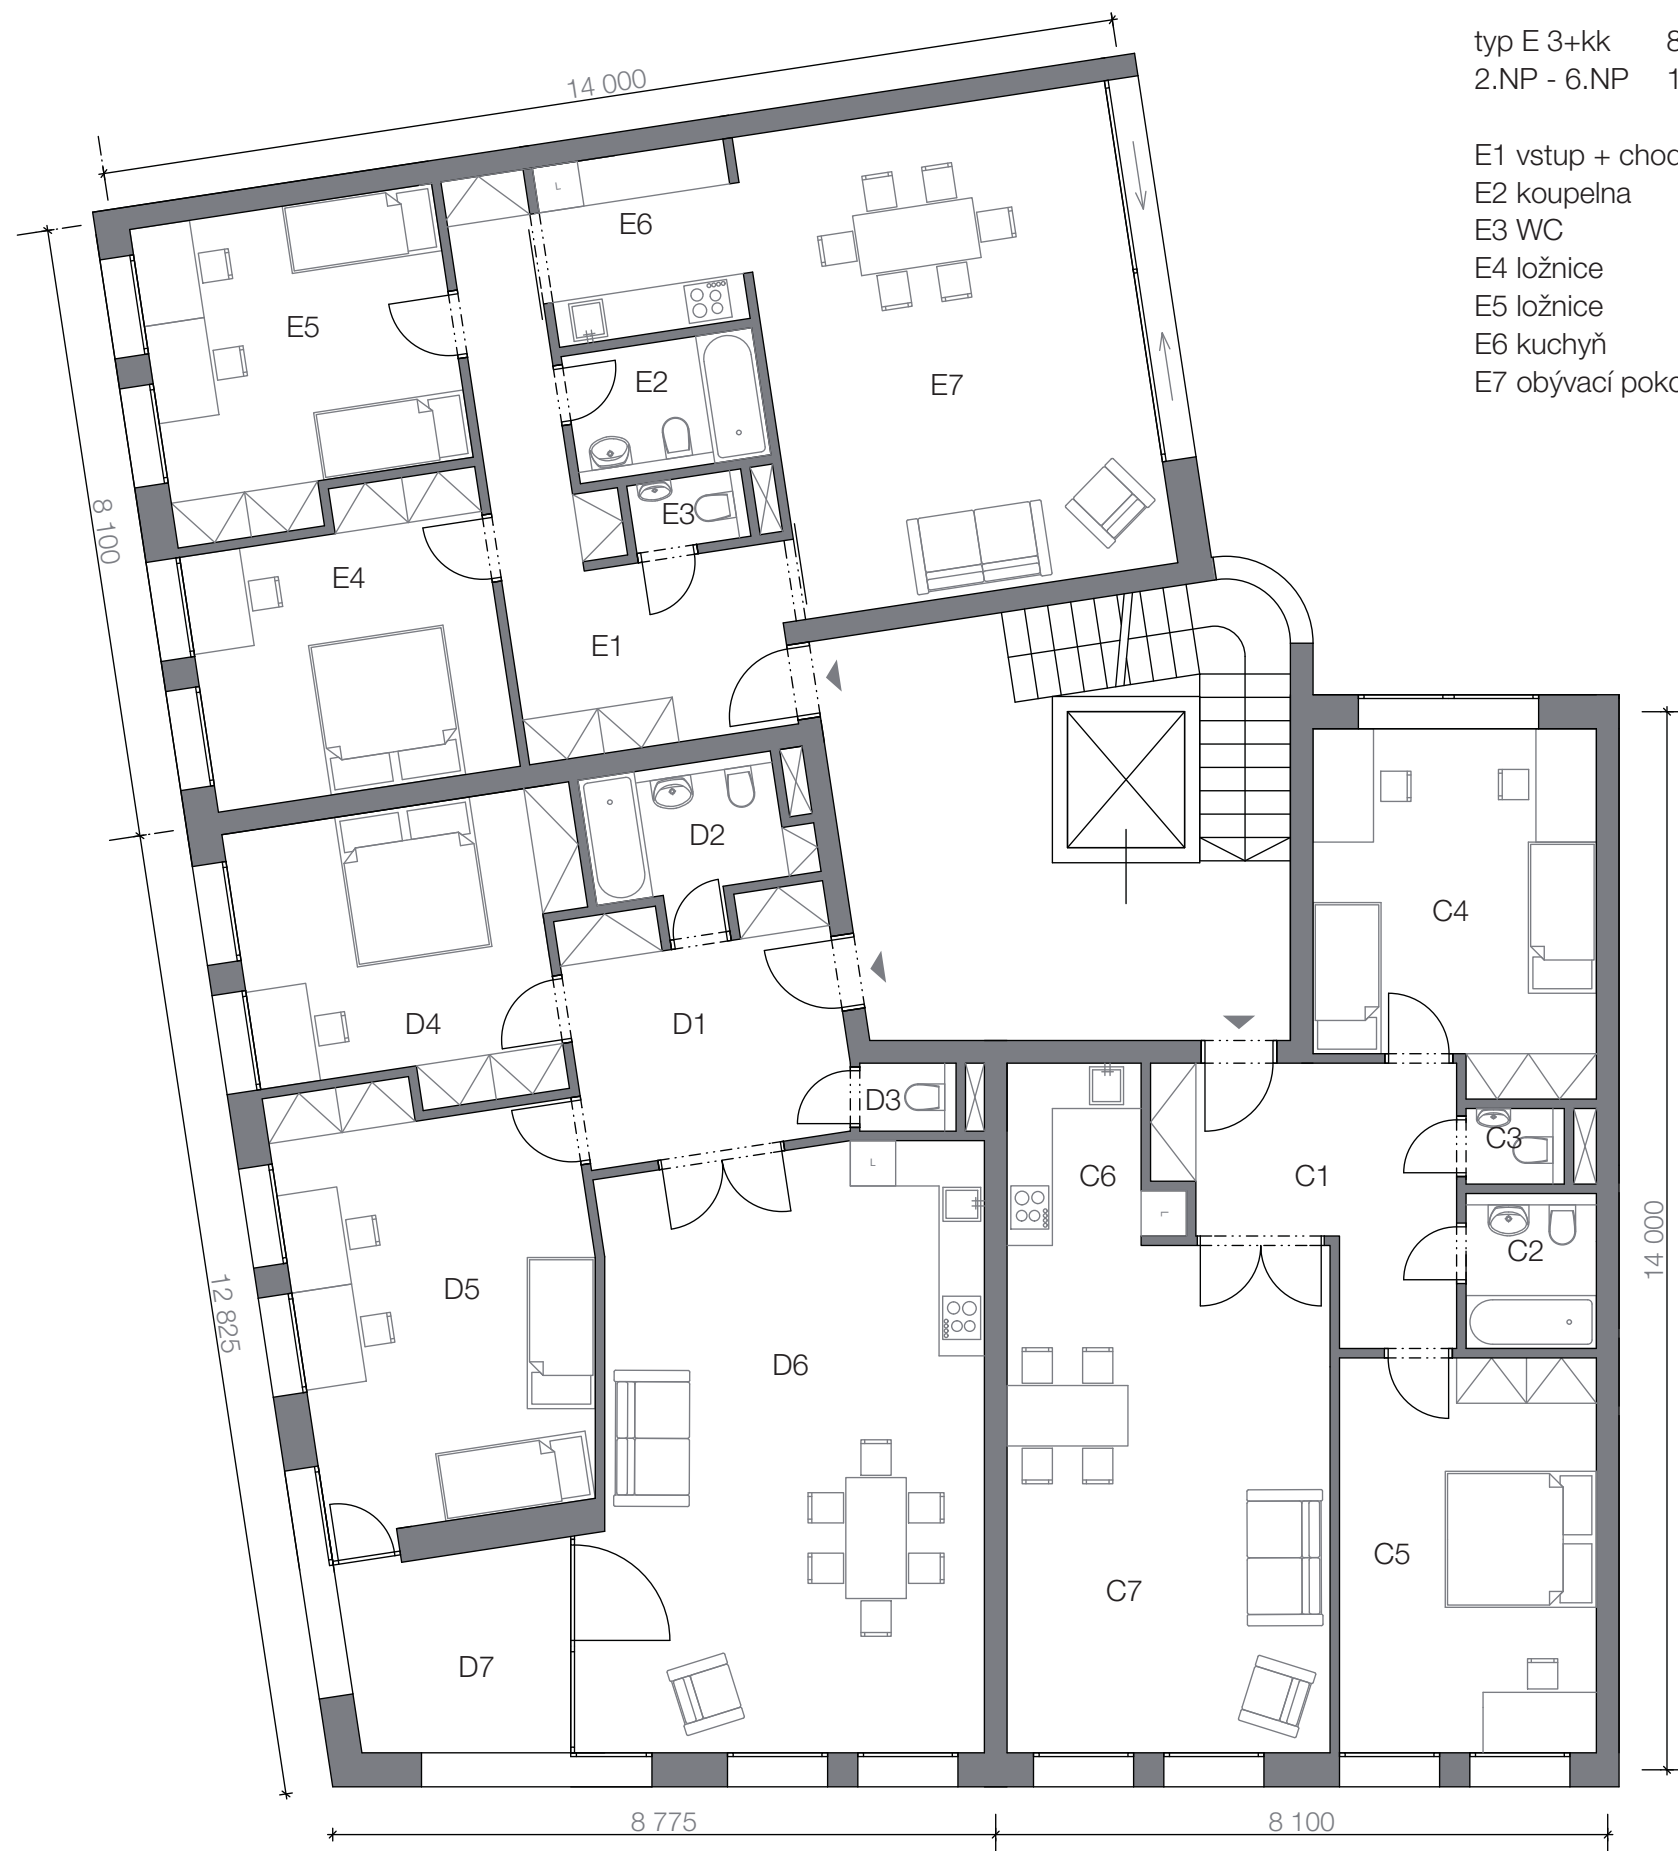 14 000
typ E 3+kk 8
2.NP - 6.NP 1
E1 vstup + chod
E2 koupelna
E3 WC
E4 ložnice
E5 ložnice
E6 kuchyň
E7 obývací poko
L
E6
E5
E2
E7
8 100
E3
E4
E1
D2
C4
D4
D1
D3
C3
L
C6
C1
L
14 000
C2
D5
12 825
D6
C5
C7
D7
8 775
8 100